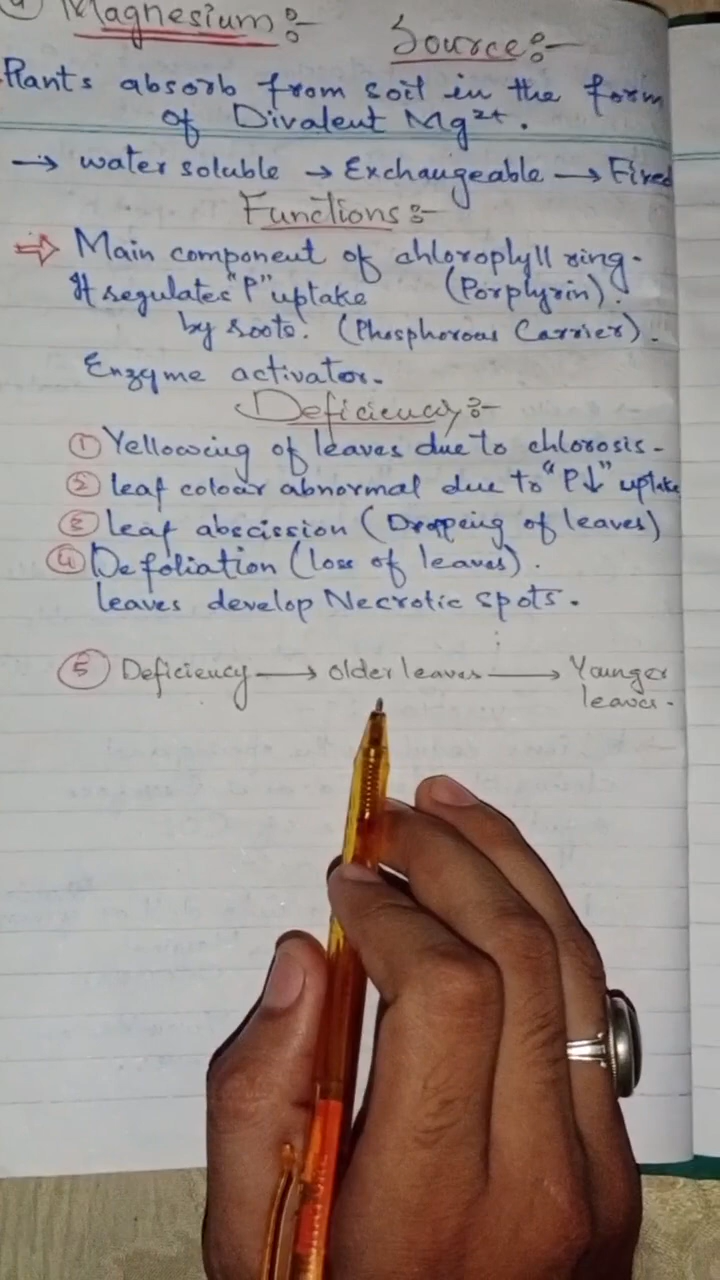 Magnesium:-
Source:-
Plants absorb from soil in the form
of Divalent Mg²⁺.
→ water soluble → Exchangeable → Fixed
Functions:-
⇒ Main component of chlorophyll ring.
It regulates "P" uptake (Porphyrin).
by roots. (Phosphorous Carrier).
Enzyme activator.
Deficiency:-
① Yellowing of leaves due to chlorosis-
② leaf colour abnormal due to "P↓" uptake
③ leaf abscission (Dropping of leaves)
④ Defoliation (loss of leaves).
leaves develop Necrotic spots.
⑤ Deficiency → older leaves → Younger
leaves.